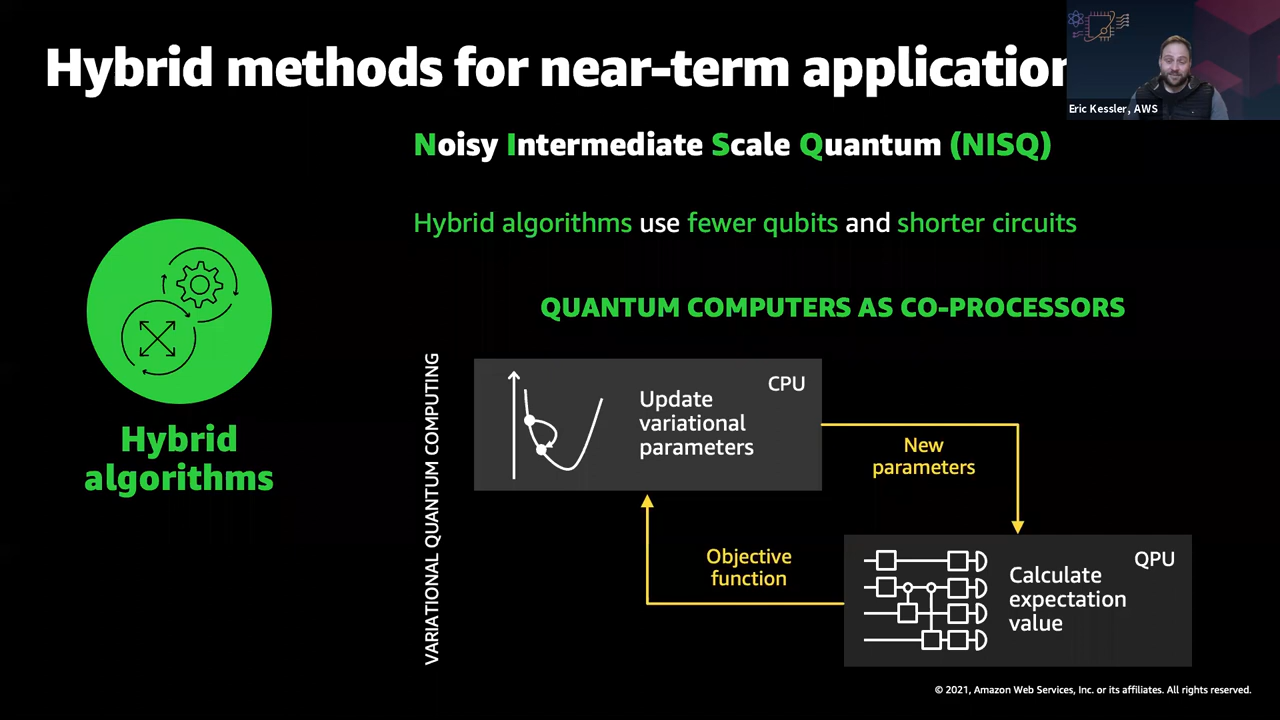 Hybrid methods for near-term application
Eric Kessler, AWS
Noisy Intermediate Scale Quantum (NISQ)
Hybrid algorithms use fewer qubits and shorter circuits
QUANTUM COMPUTERS AS CO-PROCESSORS
Hybrid
algorithms
VARIATIONAL QUANTUM COMPUTING
CPU
Update
variational
parameters
New
parameters
Objective
function
QPU
Calculate
expectation
value
© 2021, Amazon Web Services, Inc. or its affiliates. All rights reserved.